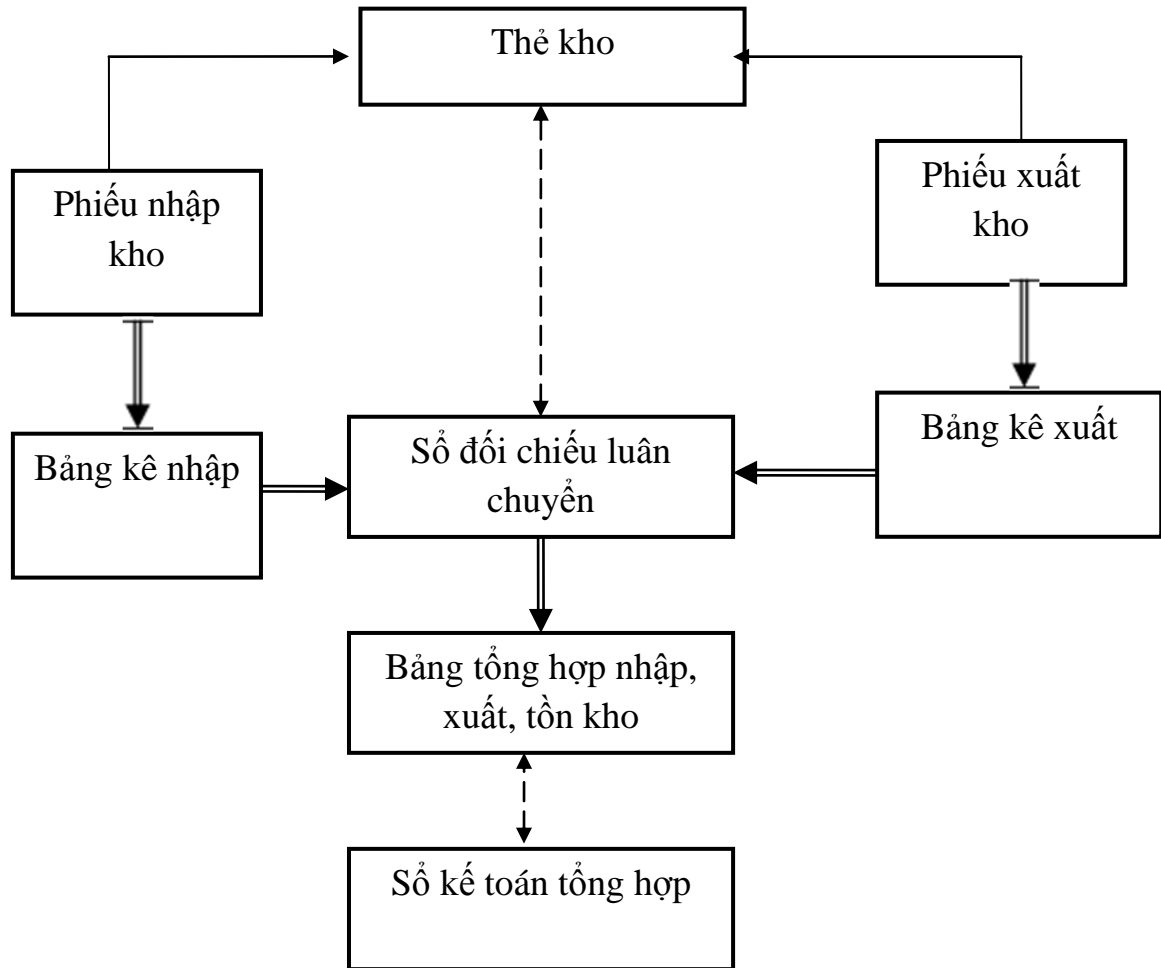 Thẻ kho
Phiếu nhập
kho
Phiếu xuất
kho
Bảng kê nhập
Sổ đối chiếu luân
chuyển
Bảng kê xuất
Bảng tổng hợp nhập,
xuất, tồn kho
Sổ kế toán tổng hợp